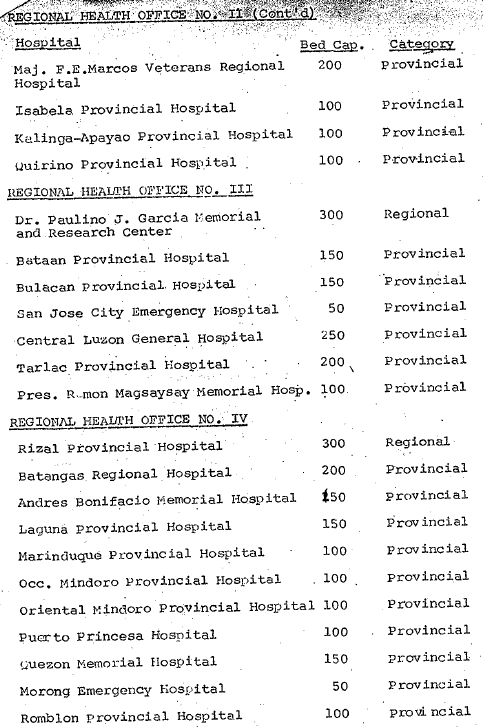 REGIONAL HEALTH OFFICE NO. II (Cont'd)
Hospital Bed Cap. Category
Maj. F.E.Marcos Veterans Regional 200 Provincial
Hospital
Isabela Provincial Hospital 100 Provincial
Kalinga-Apayao Provincial Hospital 100 Provincial
Quirino Provincial Hospital 100 Provincial
REGIONAL HEALTH OFFICE NO. III
Dr. Paulino J. Garcia Memorial 300 Regional
and Research Center
Bataan Provincial Hospital 150 Provincial
Bulacan Provincial Hospital 150 Provincial
San Jose City Emergency Hospital 50 Provincial
Central Luzon General Hospital 250 Provincial
Tarlac Provincial Hospital 200 Provincial
Pres. Ramon Magsaysay Memorial Hosp. 100 Provincial
REGIONAL HEALTH OFFICE NO. IV
Rizal Provincial Hospital 300 Regional
Batangas Regional Hospital 200 Provincial
Andres Bonifacio Memorial Hospital 150 Provincial
Laguna Provincial Hospital 150 Provincial
Marinduque Provincial Hospital 100 Provincial
Occ. Mindoro Provincial Hospital 100 Provincial
Oriental Mindoro Provincial Hospital 100 Provincial
Puerto Princesa Hospital 100 Provincial
Quezon Memorial Hospital 150 Provincial
Morong Emergency Hospital 50 Provincial
Romblon Provincial Hospital 100 Provincial